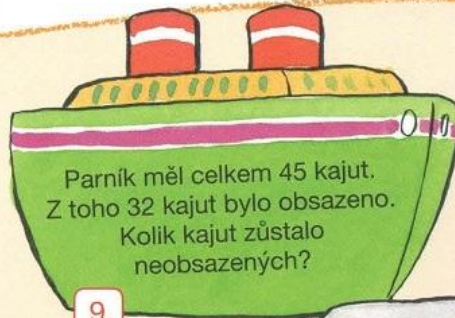 Parník měl celkem 45 kajut.
Z toho 32 kajut bylo obsazeno.
Kolik kajut zůstalo
neobsazených?
9